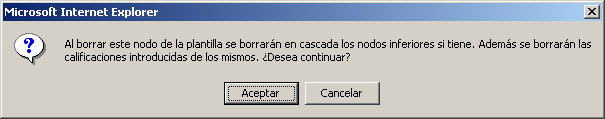 Microsoft Internet Explorer
Al borrar este nodo de la plantilla se borrarán en cascada los nodos inferiores si tiene. Además se borrarán las
calificaciones introducidas de los mismos. ¿Desea continuar?
Aceptar
Cancelar